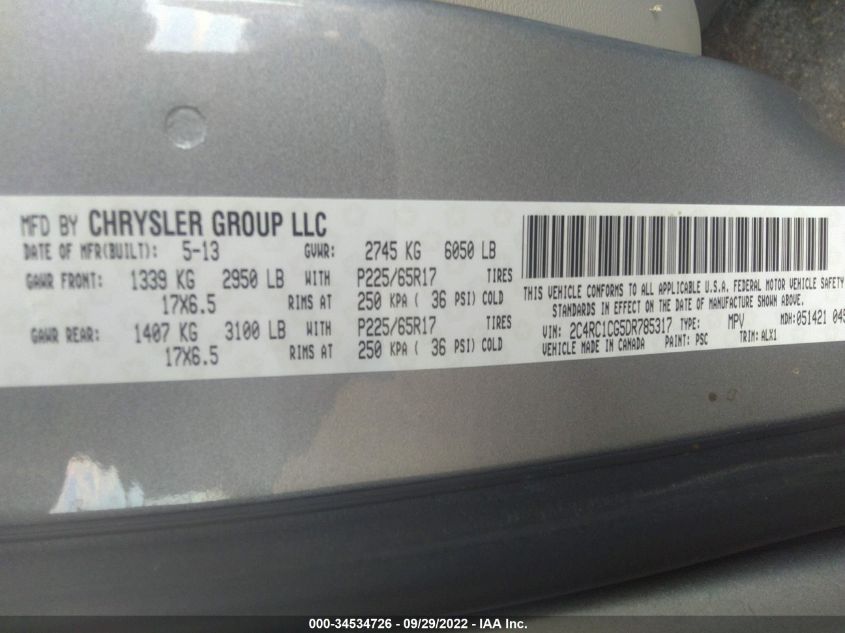 MFD BY CHRYSLER GROUP LLC
DATE OF MFR(BUILT): 5-13 GVWR: 2745 KG 6050 LB
GAWR FRONT: 1339 KG 2950 LB WITH P225/65R17 TIRES
17X6.5 RIMS AT 250 KPA ( 36 PSI) COLD
GAWR REAR: 1407 KG 3100 LB WITH P225/65R17 TIRES
17X6.5 RIMS AT 250 KPA ( 36 PSI) COLD
THIS VEHICLE CONFORMS TO ALL APPLICABLE U.S.A. FEDERAL MOTOR VEHICLE SAFETY
STANDARDS IN EFFECT ON THE DATE OF MANUFACTURE SHOWN ABOVE.
VIN: 2C4RC1CG5DR785317 TYPE: MPV MDH: 051421
VEHICLE MADE IN CANADA PAINT: PSC TRIM: ALX1
000-34534726 - 09/29/2022 - IAA Inc.